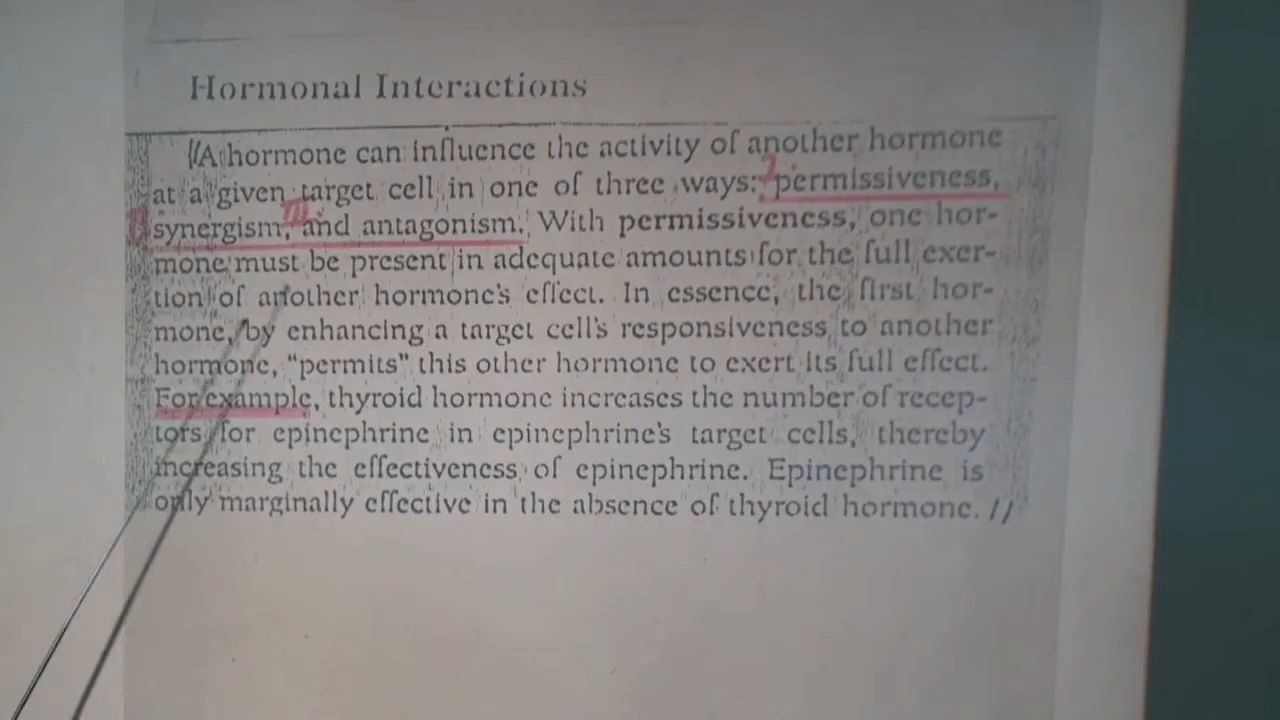 Hormonal Interactions
//A hormone can influence the activity of another hormone
at a given target cell in one of three ways: I permissiveness,
II synergism, III and antagonism. With permissiveness, one hor-
mone must be present in adequate amounts for the full exer-
tion of another hormone's effect. In essence, the first hor-
mone, by enhancing a target cell's responsiveness to another
hormone, "permits" this other hormone to exert its full effect.
For example, thyroid hormone increases the number of recep-
tors for epinephrine in epinephrine's target cells, thereby
increasing the effectiveness of epinephrine. Epinephrine is
only marginally effective in the absence of thyroid hormone. //